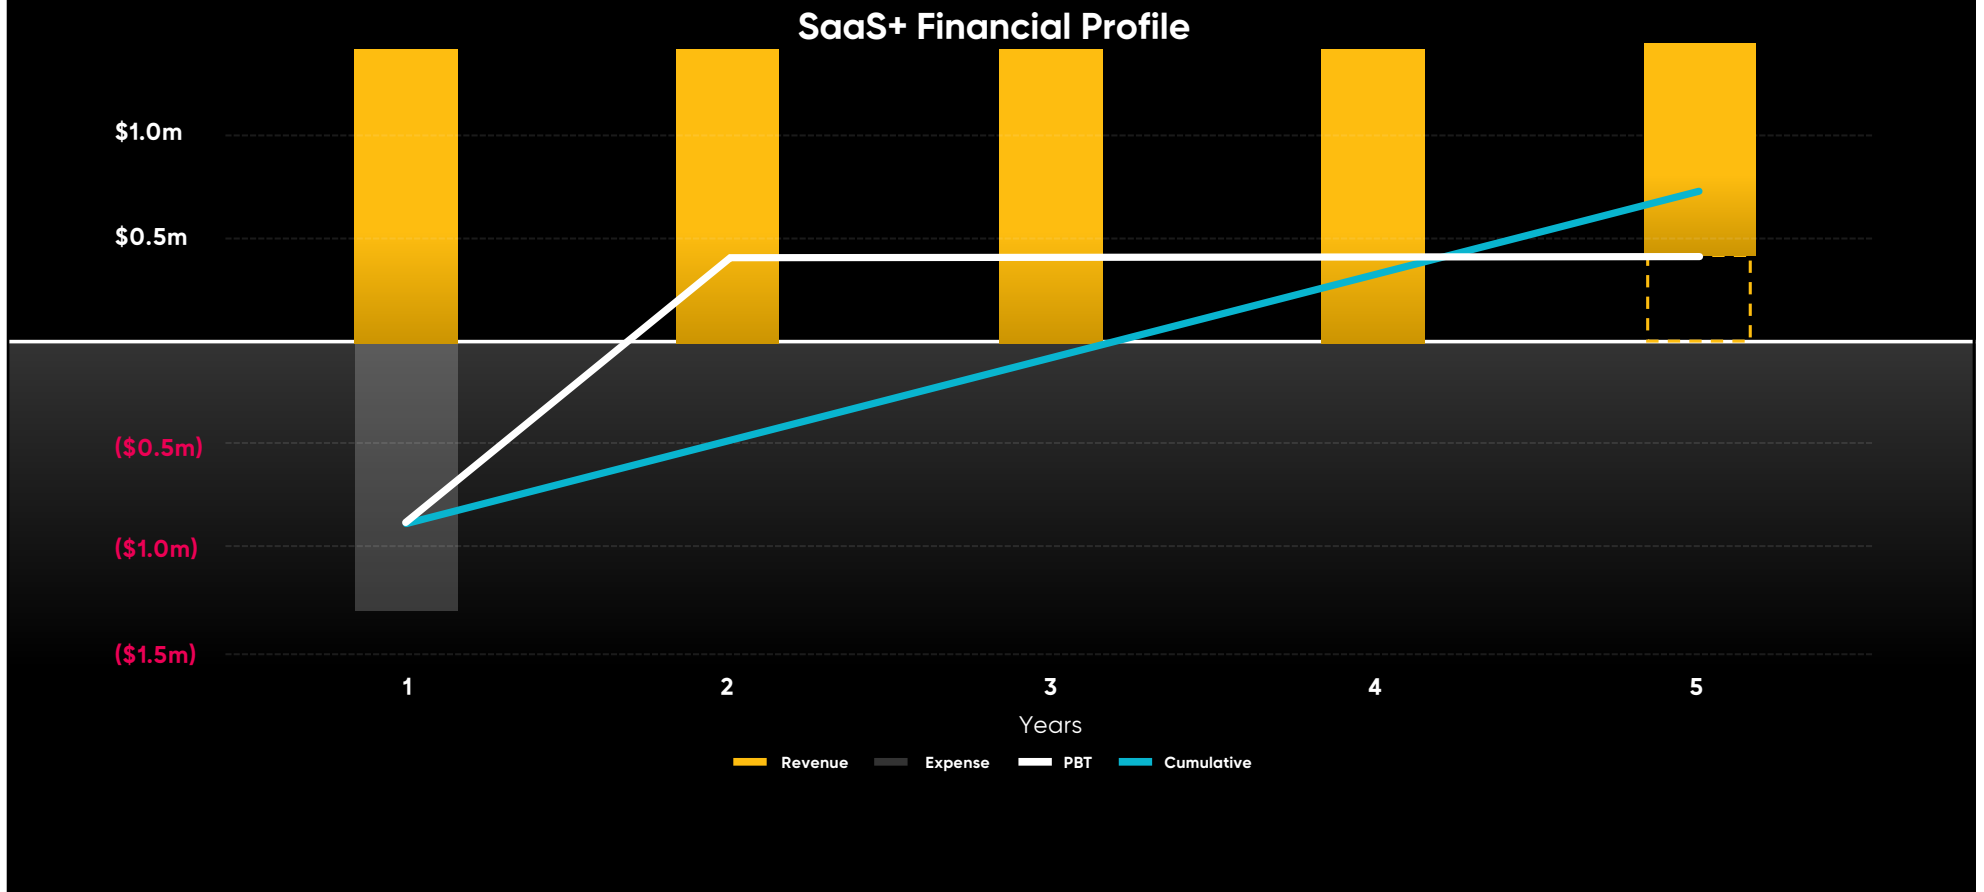 SaaS+ Financial Profile
$1.0m
$0.5m
($0.5m)
($1.0m)
($1.5m)
1 2 3 4 5
Years
Revenue Expense PBT Cumulative